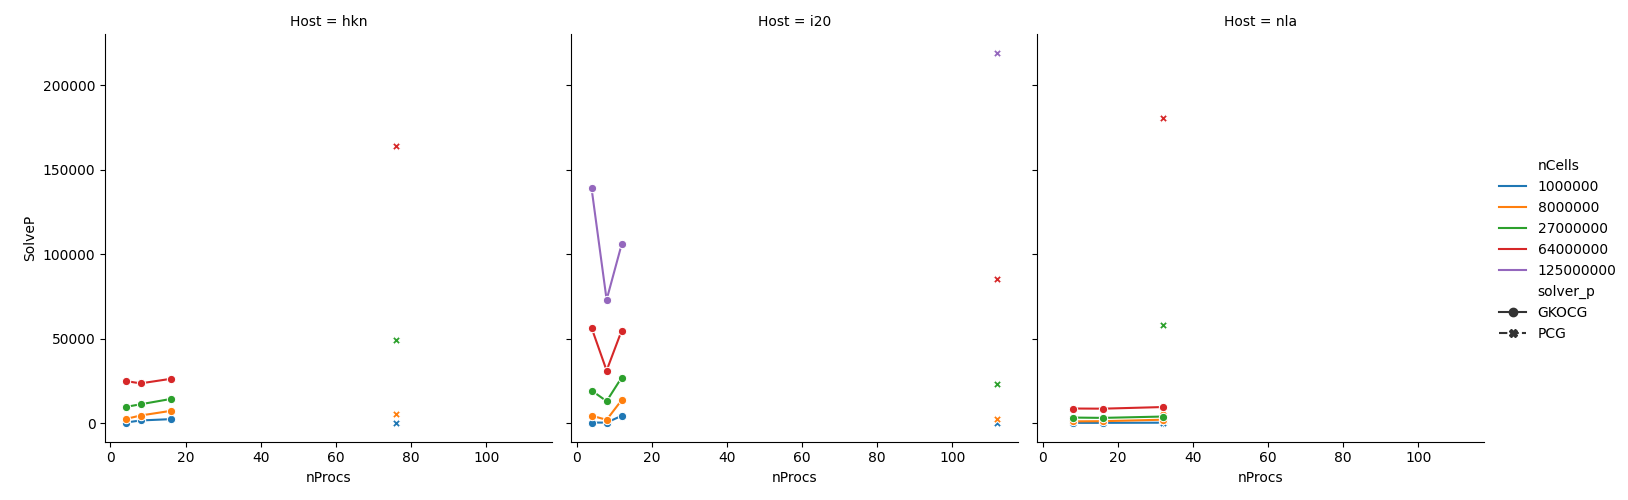 Host = hkn
Host = i20
Host = nla
SolveP
200000
150000
100000
50000
0
0 20 40 60 80 100
0 20 40 60 80 100
0 20 40 60 80 100
nProcs
nProcs
nProcs
nCells
1000000
8000000
27000000
64000000
125000000
solver_p
GKOCG
PCG